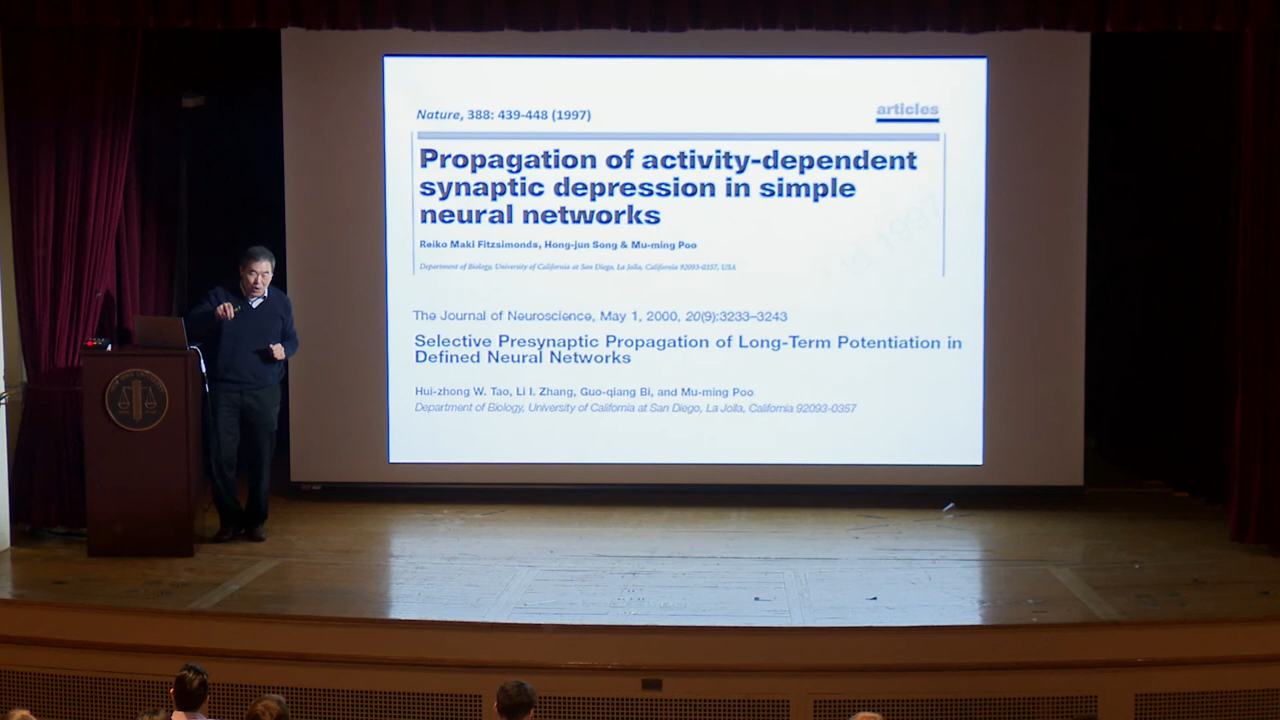 Nature, 388: 439-448 (1997)
articles
Propagation of activity-dependent
synaptic depression in simple
neural networks
Reiko Maki Fitzsimonds, Hong-jun Song & Mu-ming Poo
Department of Biology, University of California at San Diego, La Jolla, California 92093-0357, USA
The Journal of Neuroscience, May 1, 2000, 20(9):3233–3243
Selective Presynaptic Propagation of Long-Term Potentiation in
Defined Neural Networks
Hui-zhong W. Tao, Li I. Zhang, Guo-qiang Bi, and Mu-ming Poo
Department of Biology, University of California at San Diego, La Jolla, California 92093-0357